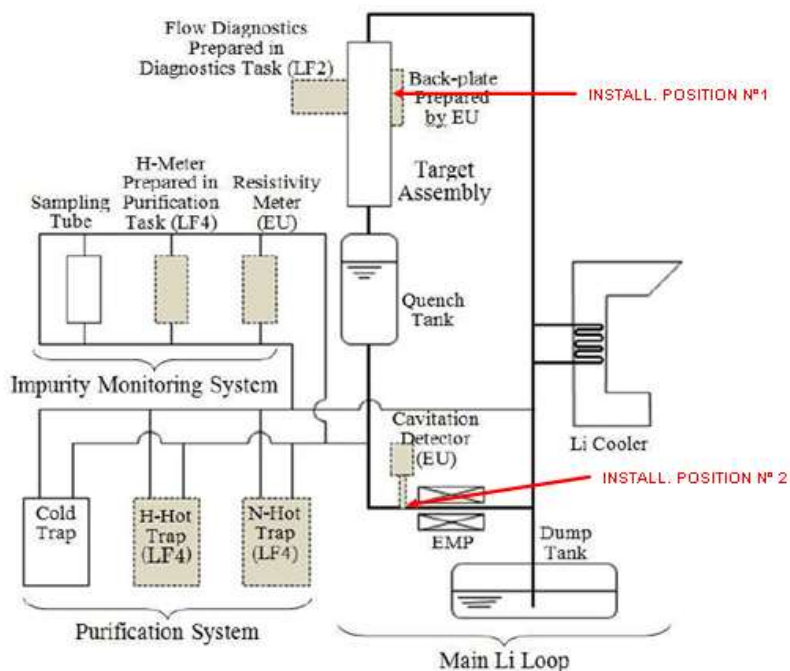 Flow Diagnostics
Prepared in
Diagnostics Task (LF2)
Back-plate
Prepared
by EU
INSTALL. POSITION Nº1
Target
Assembly
H-Meter
Prepared in
Purification
Task (LF4)
Resistivity
Meter
(EU)
Sampling
Tube
Quench
Tank
Impurity Monitoring System
Li Cooler
Cavitation
Detector
(EU)
INSTALL. POSITION Nº 2
Cold
Trap
H-Hot
Trap
(LF4)
N-Hot
Trap
(LF4)
EMP
Dump
Tank
Purification System
Main Li Loop